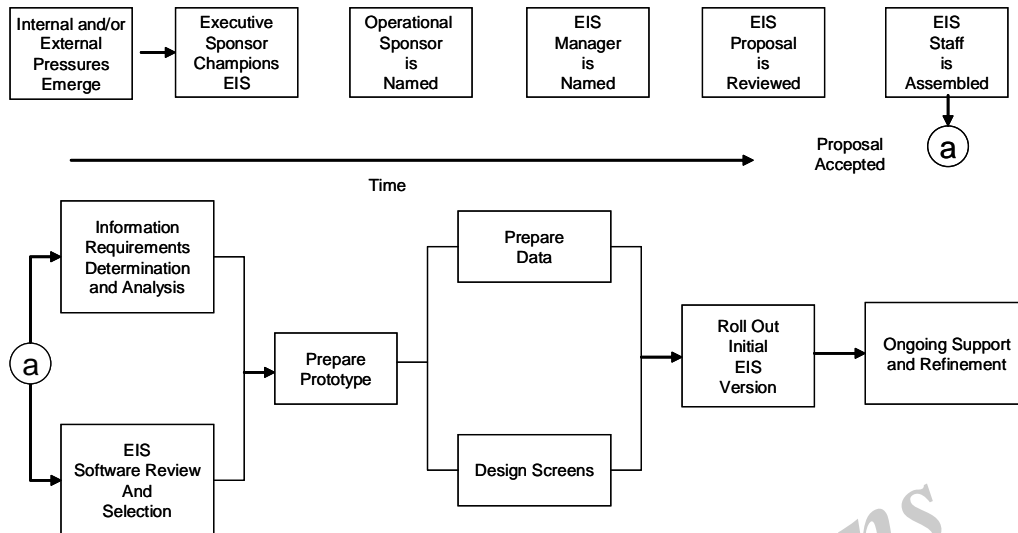 Internal and/or
External
Pressures
Emerge
Executive
Sponsor
Champions
EIS
Operational
Sponsor
is
Named
EIS
Manager
is
Named
EIS
Proposal
is
Reviewed
EIS
Staff
is
Assembled
Proposal
Accepted
a
Time
a
Information
Requirements
Determination
and Analysis
EIS
Software Review
And
Selection
Prepare
Prototype
Prepare
Data
Design Screens
Roll Out
Initial
EIS
Version
Ongoing Support
and Refinement